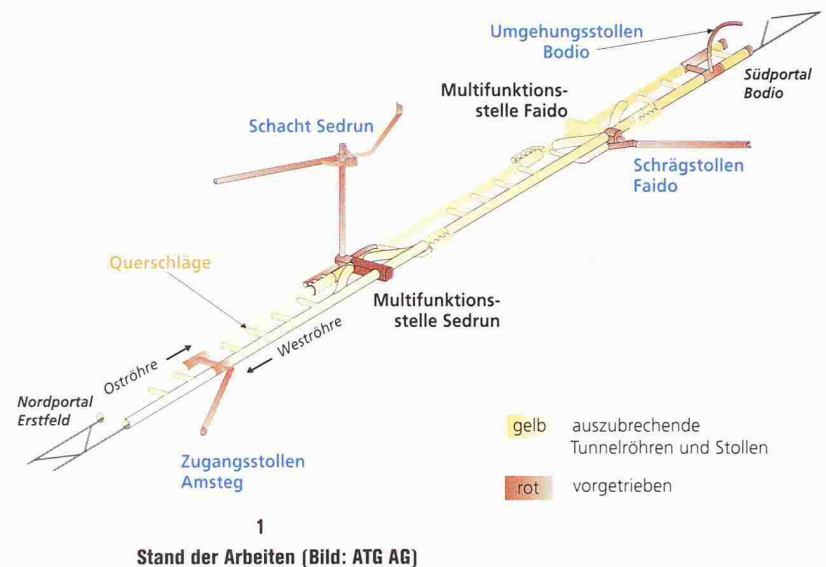 Umgehungsstollen
Bodio
Südportal
Bodio
Multifunktions-
stelle Faido
Schacht Sedrun
Schrägstollen
Faido
Querschläge
Multifunktions-
stelle Sedrun
Oströhre
Weströhre
Nordportal
Erstfeld
Zugangsstollen
Amsteg
gelb auszubrechende
Tunnelröhren und Stollen
rot vorgetrieben
1
Stand der Arbeiten (Bild: ATG AG)